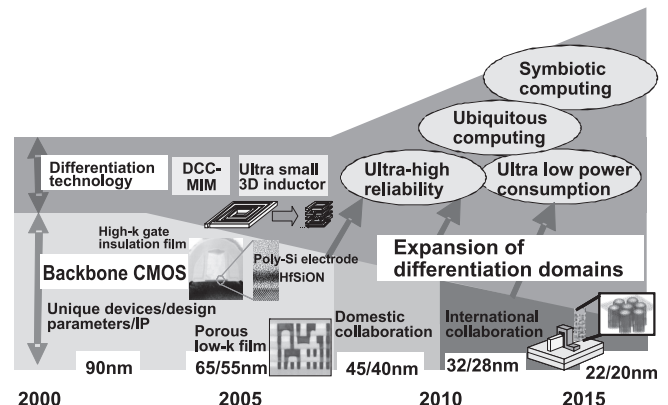 Symbiotic
computing
Ubiquitous
computing
Differentiation
technology
DCC-
MIM
Ultra small
3D inductor
Ultra-high
reliability
Ultra low power
consumption
High-k gate
insulation film
Backbone CMOS
Poly-Si electrode
HfSiON
Expansion of
differentiation domains
Unique devices/design
parameters/IP
Porous
low-k film
Domestic
collaboration
International
collaboration
90nm
65/55nm
45/40nm
32/28nm
22/20nm
2000
2005
2010
2015